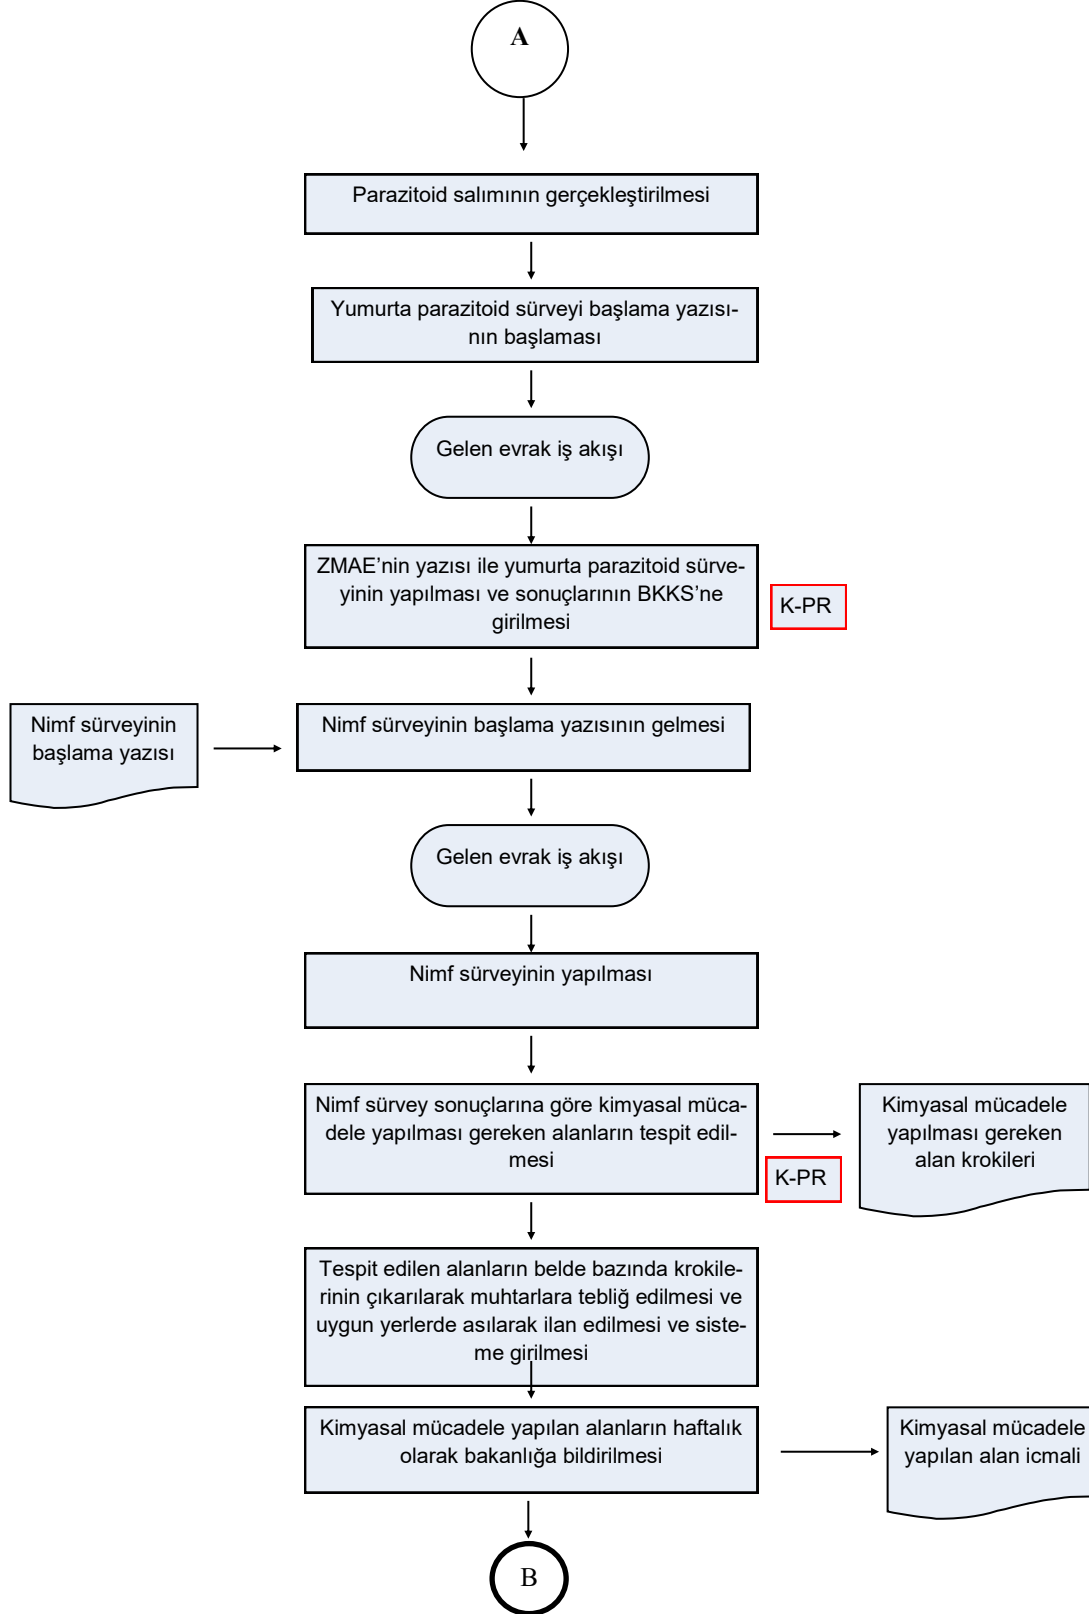 A
Parazitoid salımının gerçekleştirilmesi
Yumurta parazitoid sürveyi başlama yazısı-
nın başlaması
Gelen evrak iş akışı
ZMAE’nin yazısı ile yumurta parazitoid sürve-
yinin yapılması ve sonuçlarının BKKS’ne
girilmesi
K-PR
Nimf sürveyinin
başlama yazısı
Nimf sürveyinin başlama yazısının gelmesi
Gelen evrak iş akışı
Nimf sürveyinin yapılması
Nimf sürvey sonuçlarına göre kimyasal müca-
dele yapılması gereken alanların tespit edil-
mesi
K-PR
Kimyasal mücadele
yapılması gereken
alan krokileri
Tespit edilen alanların belde bazında krokile-
rinin çıkarılarak muhtarlara tebliğ edilmesi ve
uygun yerlerde asılarak ilan edilmesi ve siste-
me girilmesi
Kimyasal mücadele yapılan alanların haftalık
olarak bakanlığa bildirilmesi
Kimyasal mücadele
yapılan alan icmali
B